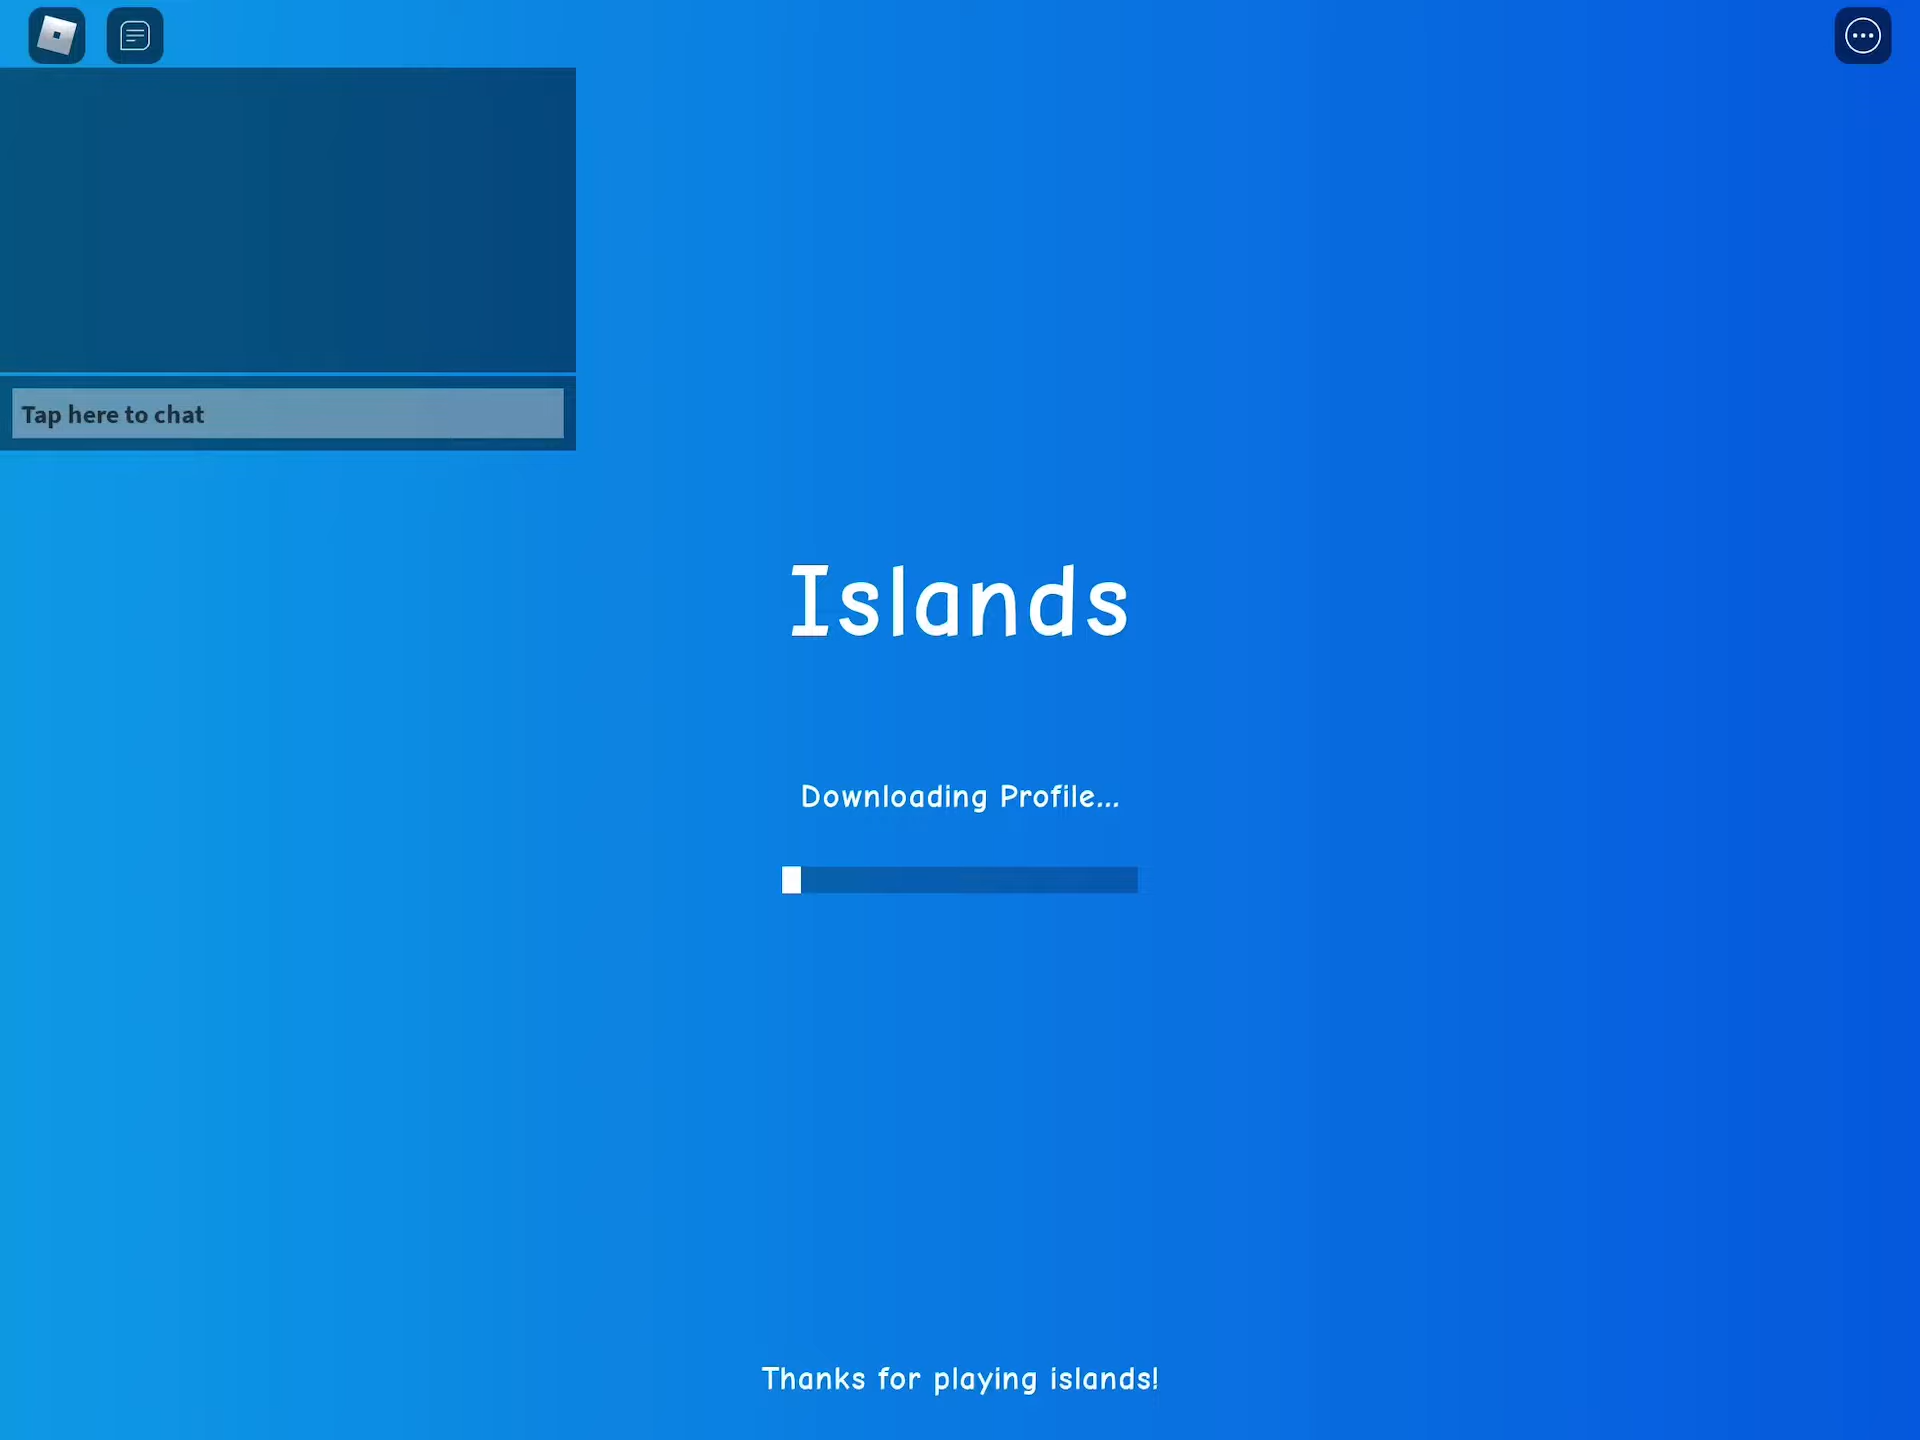 Tap here to chat
Islands
Downloading Profile...
Thanks for playing islands!